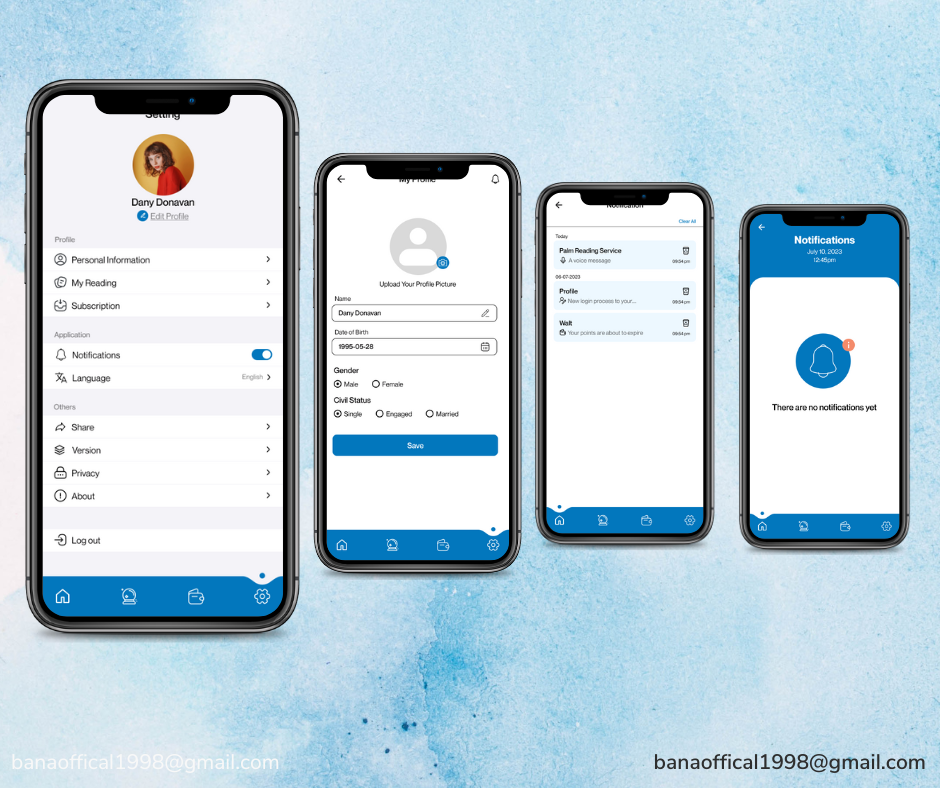 Setting
Dany Donavan
Edit Profile
Profile
Personal Information
My Reading
Subscription
Application
Notifications
Language
English
Others
Share
Version
Privacy
About
Log out
My Profile
Upload Your Profile Picture
Name
Dany Donavan
Date of Birth
1995-05-28
Gender
Male Female
Civil Status
Single Engaged Married
Save
Notification
Clear All
Today
Palm Reading Service
A voice message 09:54 pm
06-07-2023
Profile
New login process to your... 09:54 pm
Walt
Your points are about to expire 09:54 pm
Notifications
July 10, 2023
12:45pm
There are no notifications yet
banaoffical1998@gmail.com
banaoffical1998@gmail.com